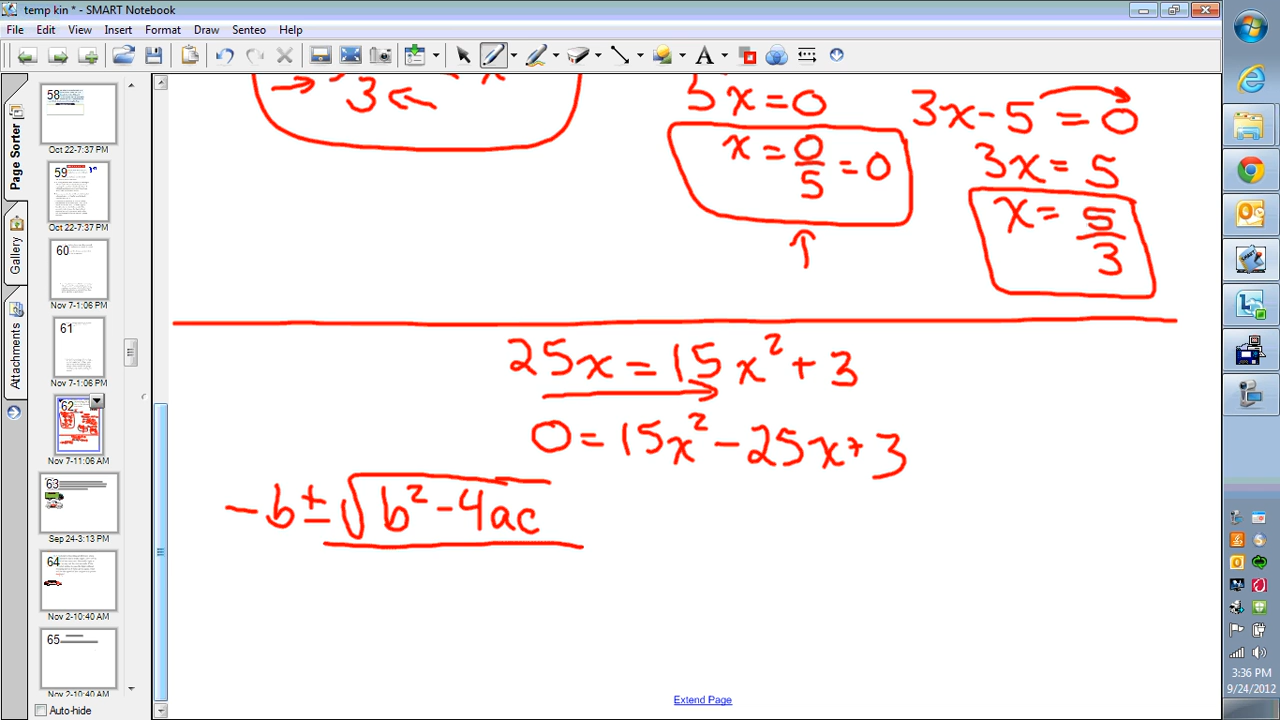 temp kin * - SMART Notebook
File Edit View Insert Format Draw Senteo Help
Page Sorter
Gallery
Attachments
58
Oct 22-7:37 PM
59
Oct 22-7:37 PM
60
Nov 7-1:06 PM
61
Nov 7-1:06 PM
62
Nov 7-11:06 AM
63
Sep 24-3:13 PM
64
Nov 2-10:40 AM
65
Nov 2-10:40 AM
Auto-hide
3
5x = 0
x = 0/5 = 0
3x - 5 = 0
3x = 5
x = 5/3
25x = 15x² + 3
0 = 15x² - 25x + 3
-b ± √b² - 4ac
Extend Page
3:36 PM
9/24/2012